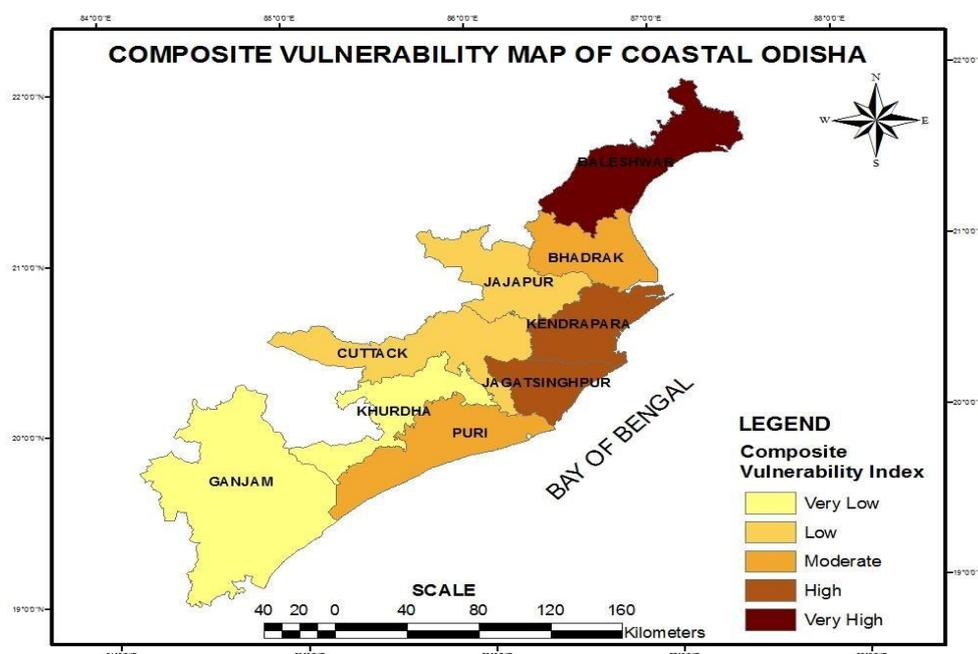 84°0'0"E 85°0'0"E 86°0'0"E 87°0'0"E 88°0'0"E
COMPOSITE VULNERABILITY MAP OF COASTAL ODISHA
22°0'0"N
N
W E
S
BALESHWAR
21°0'0"N
BHADRAK
JAJAPUR
KENDRAPARA
CUTTACK
JAGATSINGHPUR
KHURDHA
20°0'0"N
PURI
BAY OF BENGAL
GANJAM
LEGEND
Composite
Vulnerability Index
Very Low
Low
Moderate
High
Very High
19°0'0"N
SCALE
40 20 0 40 80 120 160
Kilometers